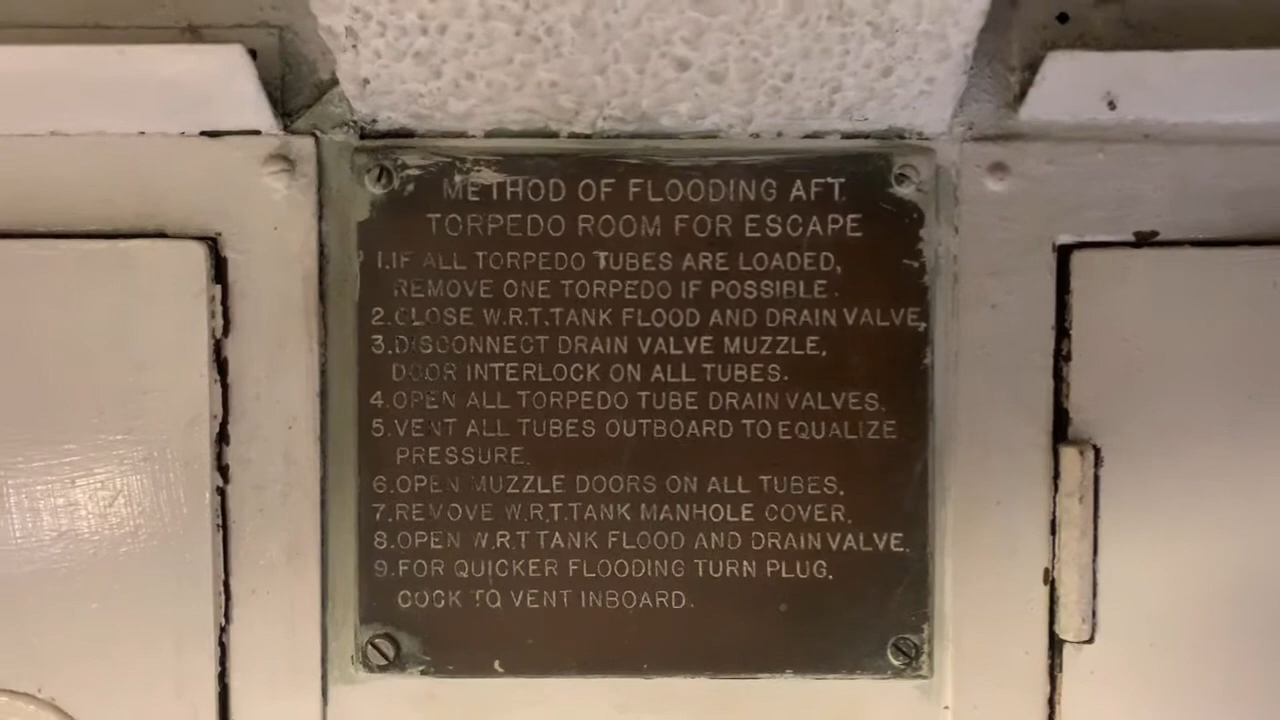 METHOD OF FLOODING AFT.
TORPEDO ROOM FOR ESCAPE
1.IF ALL TORPEDO TUBES ARE LOADED,
REMOVE ONE TORPEDO IF POSSIBLE.
2.CLOSE W.R.T.TANK FLOOD AND DRAIN VALVE,
3.DISCONNECT DRAIN VALVE MUZZLE,
DOOR INTERLOCK ON ALL TUBES.
4.OPEN ALL TORPEDO TUBE DRAIN VALVES.
5.VENT ALL TUBES OUTBOARD TO EQUALIZE
PRESSURE.
6.OPEN MUZZLE DOORS ON ALL TUBES.
7.REMOVE W.R.T.TANK MANHOLE COVER.
8.OPEN W.R.T TANK FLOOD AND DRAIN VALVE.
9.FOR QUICKER FLOODING TURN PLUG,
COCK TO VENT INBOARD.